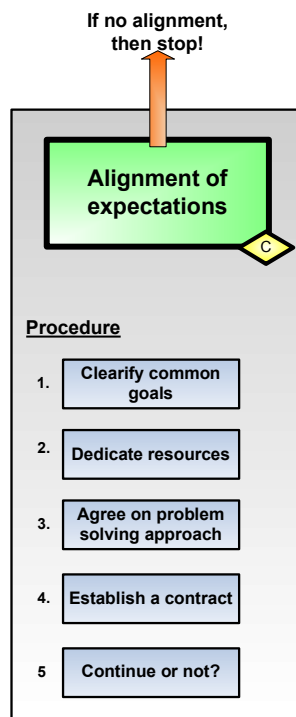 If no alignment,
then stop!
Alignment of
expectations
C
Procedure
1. Clearify common
goals
2. Dedicate resources
3. Agree on problem
solving approach
4. Establish a contract
5 Continue or not?